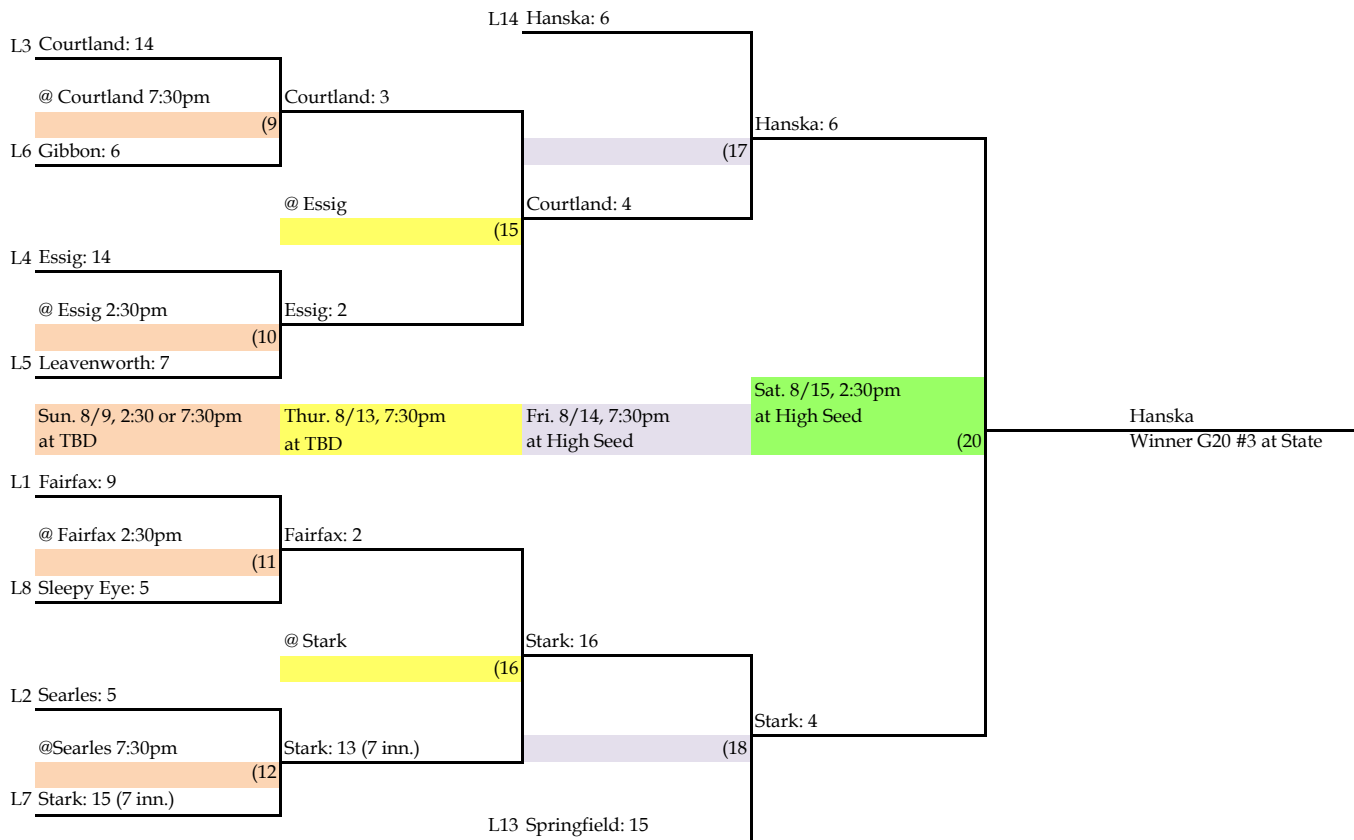 L14 Hanska: 6
L3 Courtland: 14
@ Courtland 7:30pm
Courtland: 3
(9
Hanska: 6
L6 Gibbon: 6
(17
@ Essig
Courtland: 4
(15
L4 Essig: 14
@ Essig 2:30pm
Essig: 2
(10
L5 Leavenworth: 7
Sun. 8/9, 2:30 or 7:30pm
at TBD
Thur. 8/13, 7:30pm
at TBD
Fri. 8/14, 7:30pm
at High Seed
Sat. 8/15, 2:30pm
at High Seed
(20
Hanska
Winner G20 #3 at State
L1 Fairfax: 9
@ Fairfax 2:30pm
Fairfax: 2
(11
L8 Sleepy Eye: 5
@ Stark
Stark: 16
(16
L2 Searles: 5
Stark: 4
@Searles 7:30pm
Stark: 13 (7 inn.)
(18
(12
L7 Stark: 15 (7 inn.)
L13 Springfield: 15